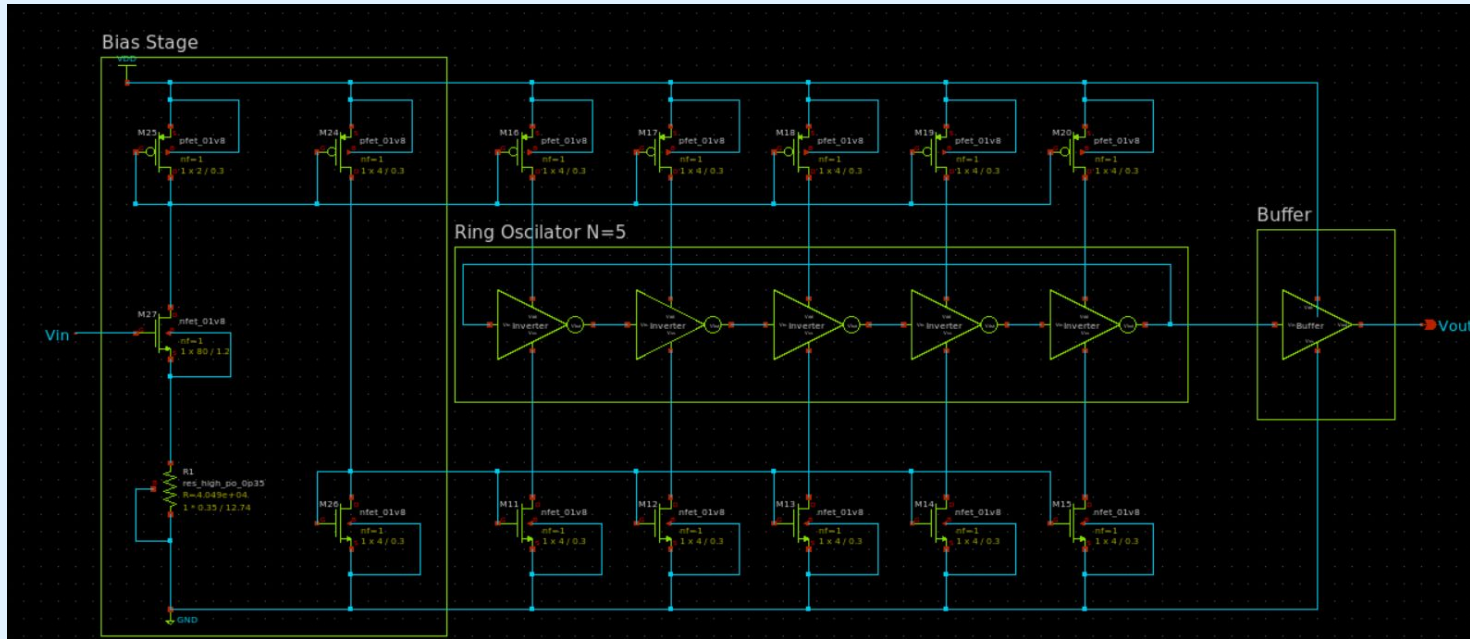 Bias Stage
VDD
M25
pfet_01v8
nf=1
1 x 2 / 0.3
M24
pfet_01v8
nf=1
1 x 4 / 0.3
M16
pfet_01v8
nf=1
1 x 4 / 0.3
M17
pfet_01v8
nf=1
1 x 4 / 0.3
M18
pfet_01v8
nf=1
1 x 4 / 0.3
M19
pfet_01v8
nf=1
1 x 4 / 0.3
M20
pfet_01v8
nf=1
1 x 4 / 0.3
Ring Oscilator N=5
Buffer
Vin
M27
nfet_01v8
nf=1
1 x 80 / 1.2
Inverter
Inverter
Inverter
Inverter
Inverter
Buffer
Vout
R1
res_high_po_0p35
R=4.049e+04
1 * 0.35 / 12.74
M26
nfet_01v8
nf=1
1 x 4 / 0.3
M11
nfet_01v8
nf=1
1 x 4 / 0.3
M12
nfet_01v8
nf=1
1 x 4 / 0.3
M13
nfet_01v8
nf=1
1 x 4 / 0.3
M14
nfet_01v8
nf=1
1 x 4 / 0.3
M15
nfet_01v8
nf=1
1 x 4 / 0.3
GND